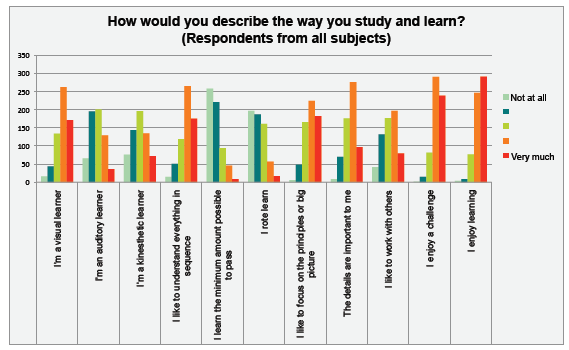 How would you describe the way you study and learn?
(Respondents from all subjects)
350
300
250
200
150
100
50
0
Not at all
Very much
I'm a visual learner
I'm an auditory learner
I'm a kinesthetic learner
I like to understand everything in
sequence
I learn the minimum amount possible
to pass
I rote learn
I like to focus on the principles or big
picture
The details are important to me
I like to work with others
I enjoy a challenge
I enjoy learning